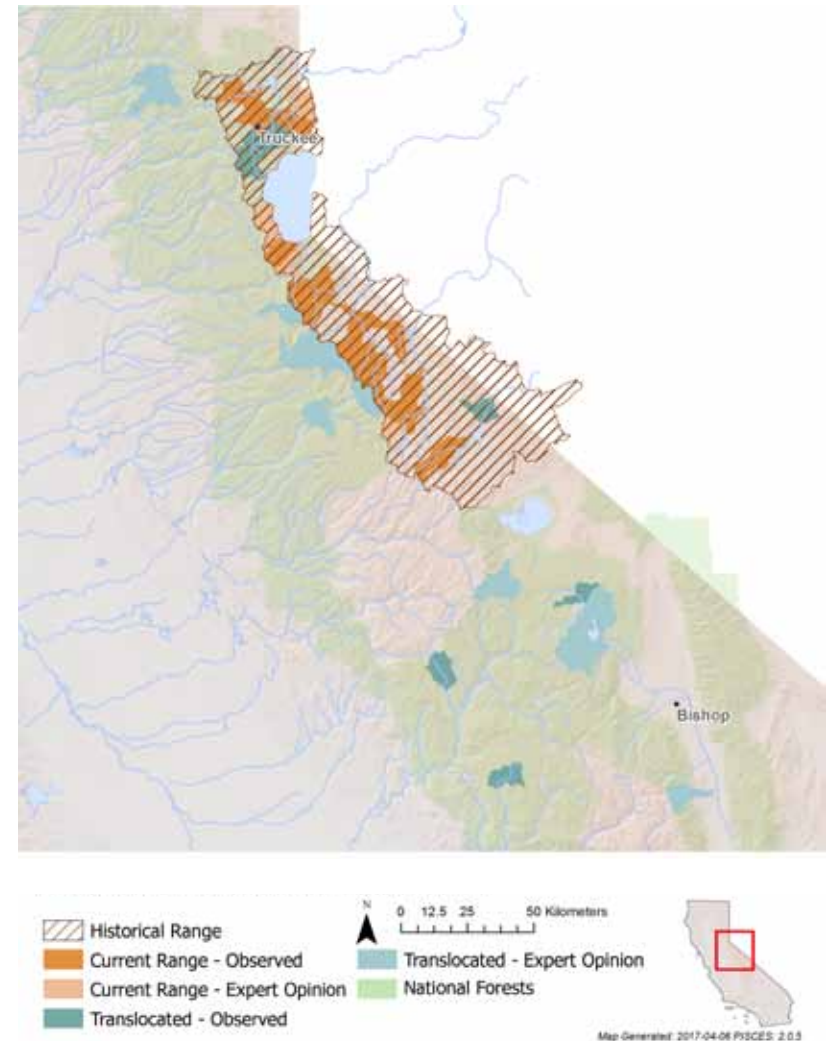 Truckee
Bishop
N
0 12.5 25 50 Kilometers
Historical Range
Current Range - Observed
Current Range - Expert Opinion
Translocated - Observed
Translocated - Expert Opinion
National Forests
Map Generated: 2017-04-06 PISCES: 2.0.5